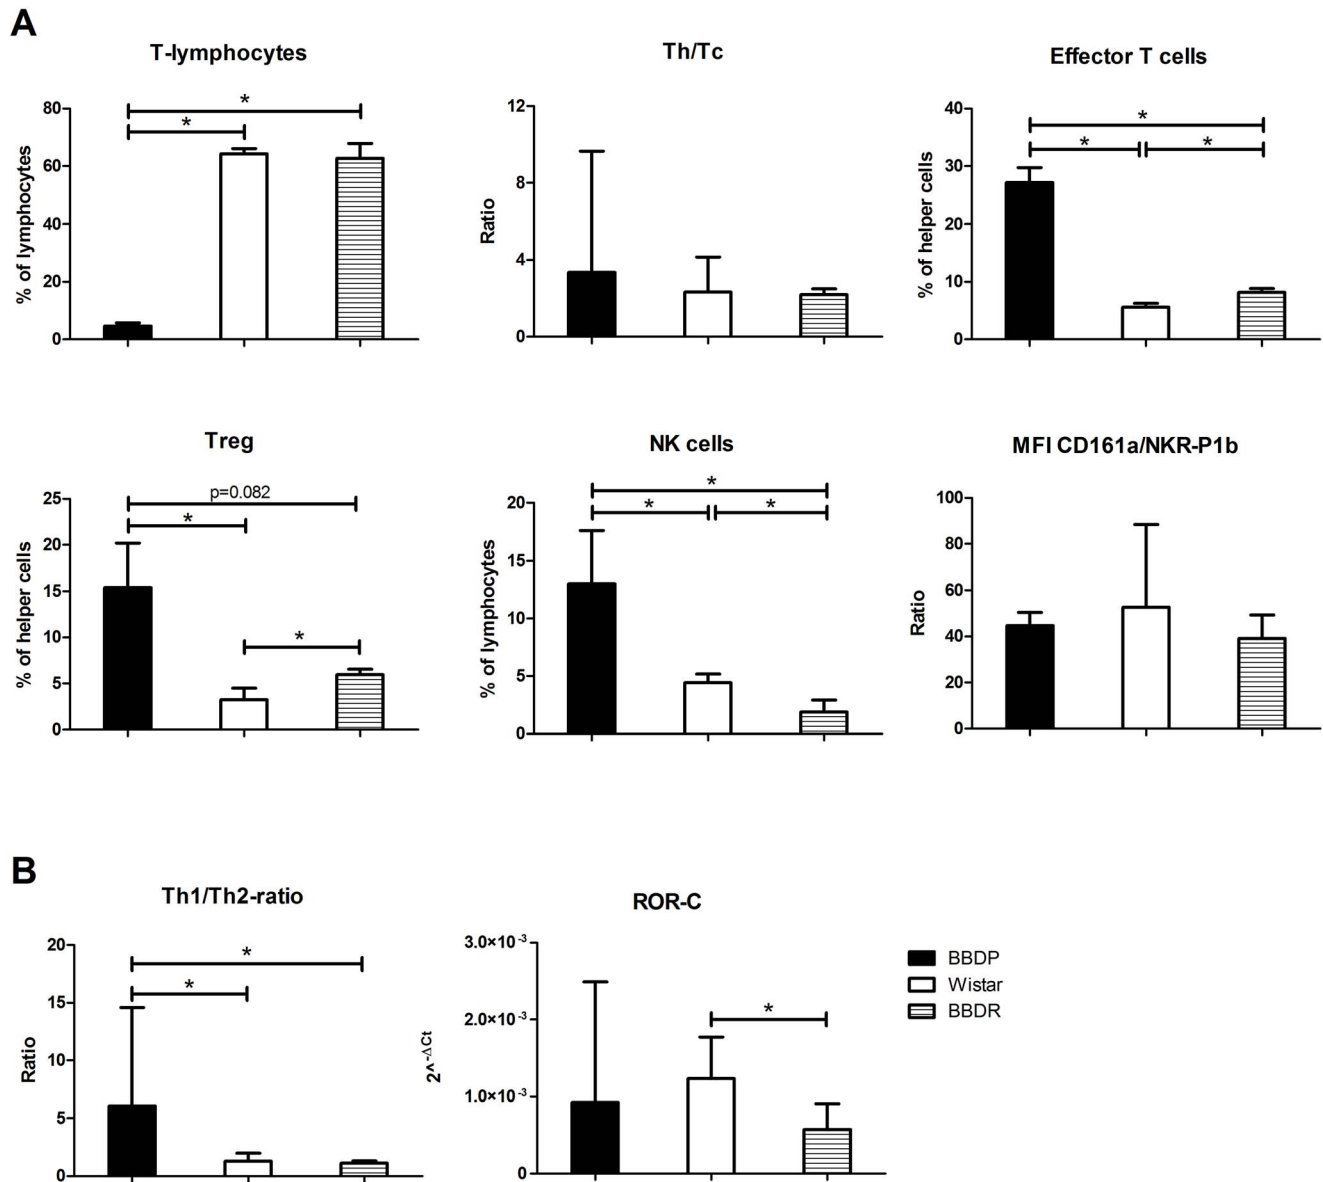 A
T-lymphocytes
% of lymphocytes
80
60
40
20
0
*
*
Th/Tc
Ratio
12
8
4
0
Effector T cells
% of helper cells
40
30
20
10
0
*
*
*
Treg
% of helper cells
25
20
15
10
5
0
p=0.082
*
*
NK cells
% of lymphocytes
20
15
10
5
0
*
*
*
MFI CD161a/NKR-P1b
Ratio
100
80
60
40
20
0
B
Th1/Th2-ratio
Ratio
20
15
10
5
0
*
*
ROR-C
2^-ΔCt
3.0×10-3
2.0×10-3
1.0×10-3
0
*
BBDP
Wistar
BBDR